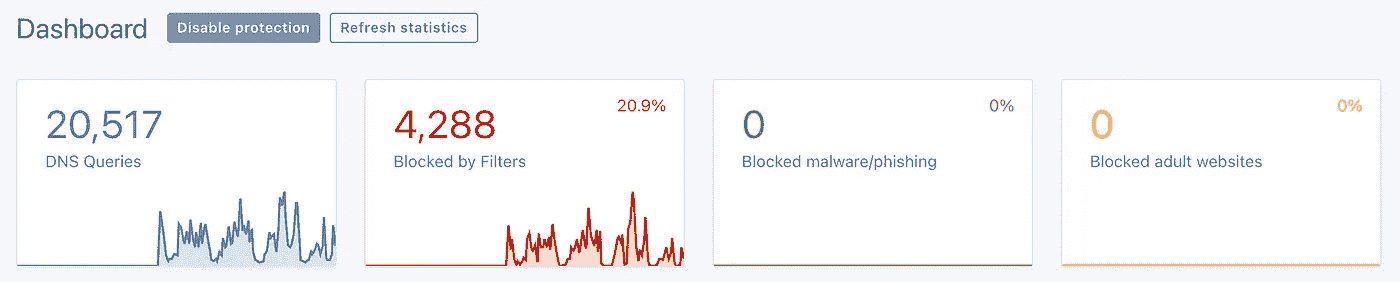 Dashboard
Disable protection
Refresh statistics
20,517
DNS Queries
20.9%
4,288
Blocked by Filters
0%
0
Blocked malware/phishing
0%
0
Blocked adult websites